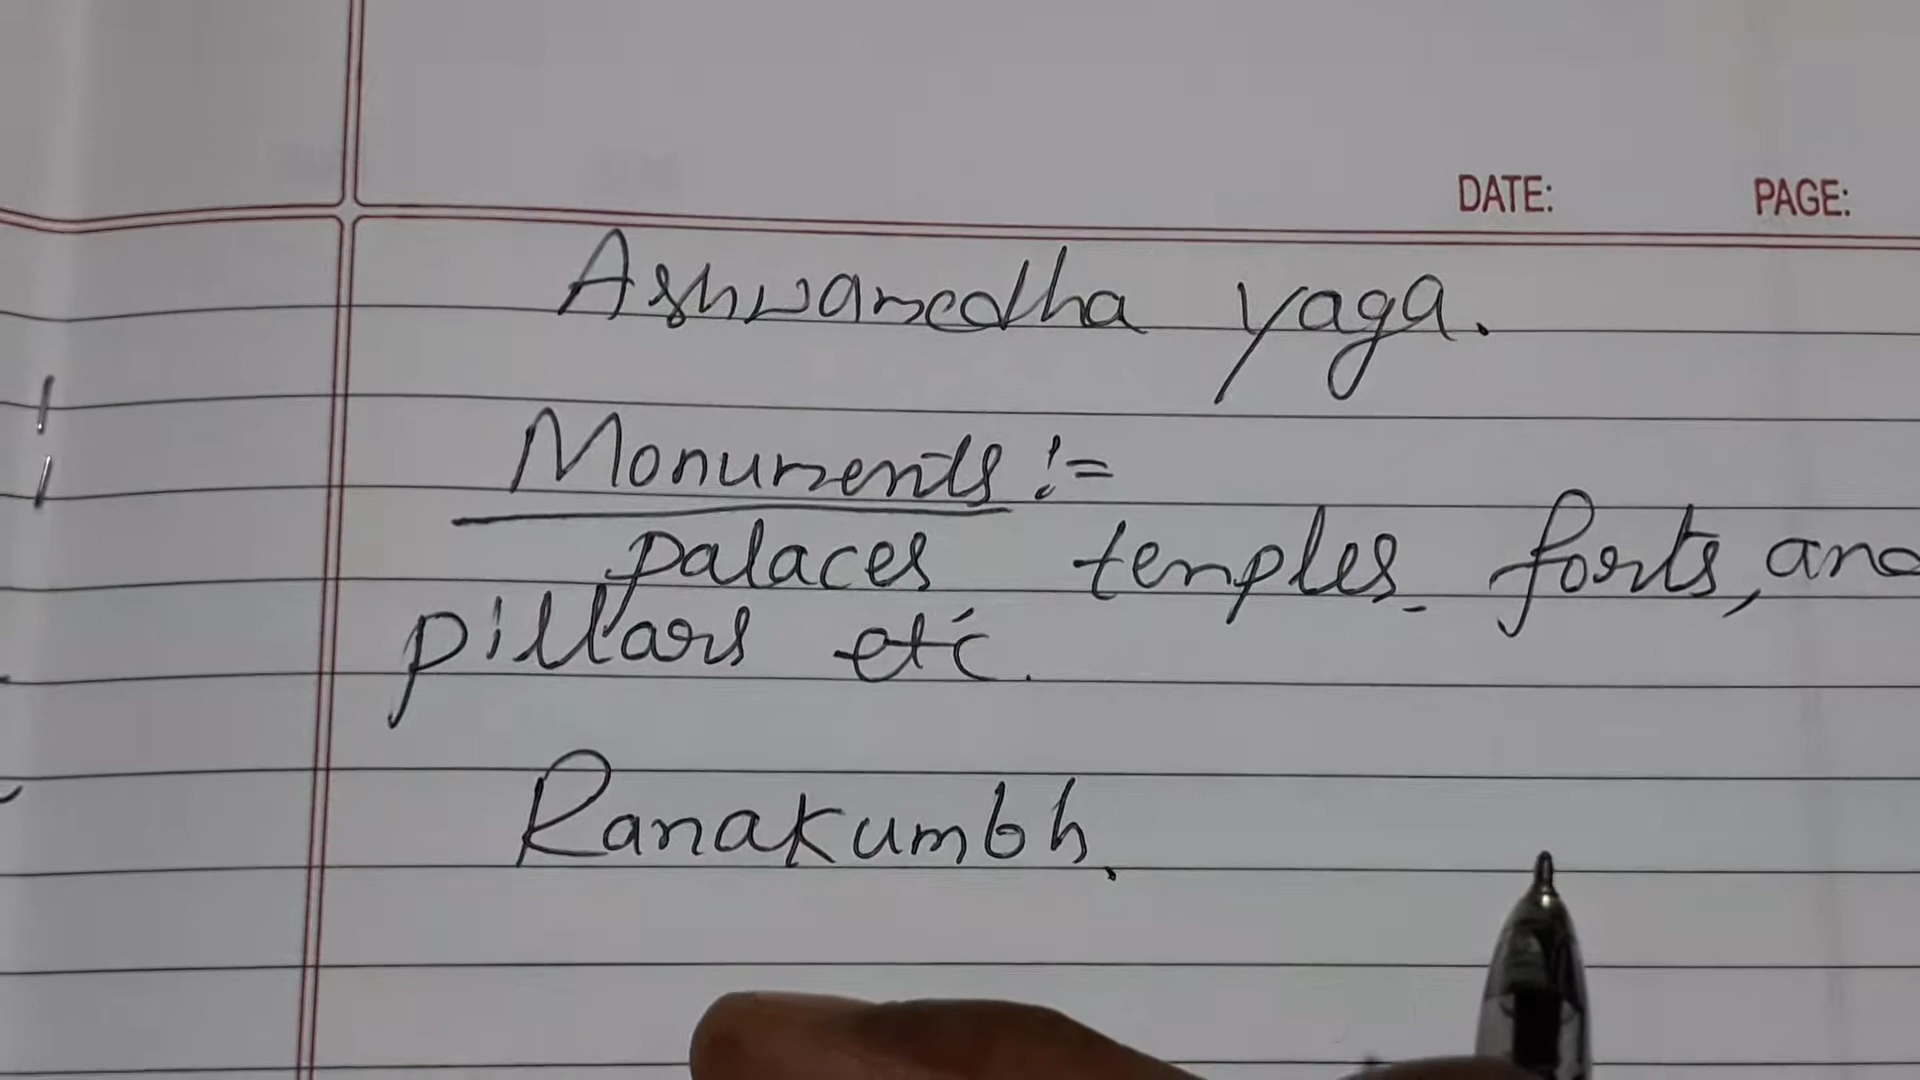 DATE: PAGE:
Ashwamedha yaga.
Monuments :=
palaces temples forts, and
pillars etc.
Ranakumbh.